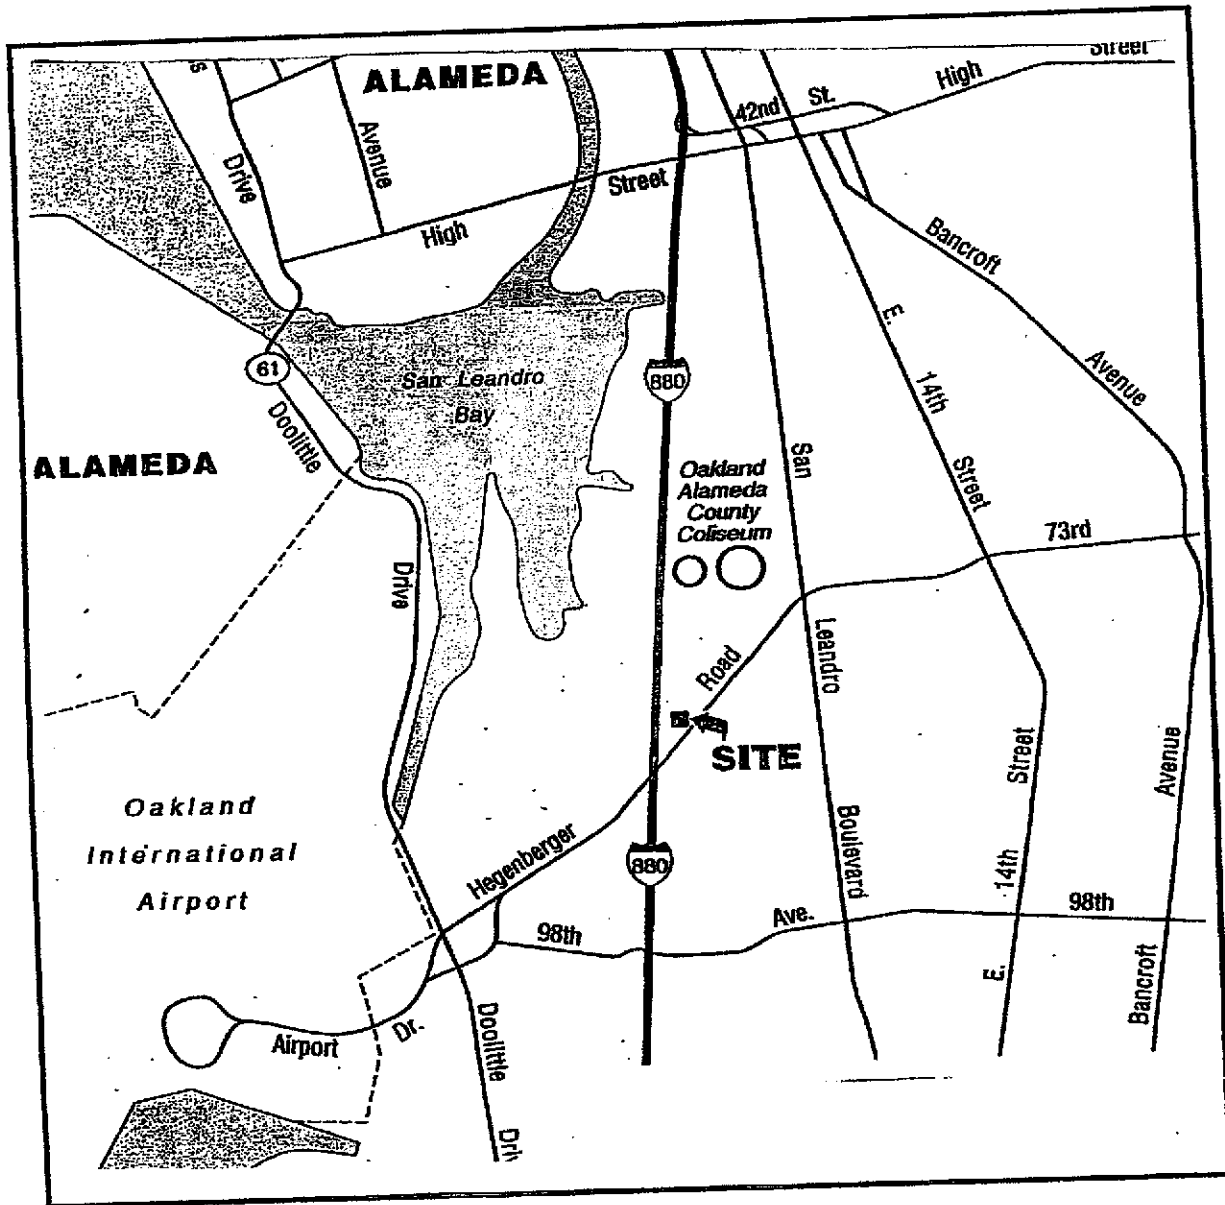 Street
S
ALAMEDA
High
42nd St.
Drive
Avenue
Street
High
Bancroft
E.
61
San Leandro
Bay
880
14th
Avenue
Doolittle
ALAMEDA
San
Street
Oakland
Alameda
County
Coliseum
73rd
Drive
Leandro
Road
SITE
Street
Avenue
Oakland
International
Airport
Boulevard
Hegenberger
880
14th
98th
Ave.
98th
E.
Bancroft
Airport
Dr.
Doolittle
Driv